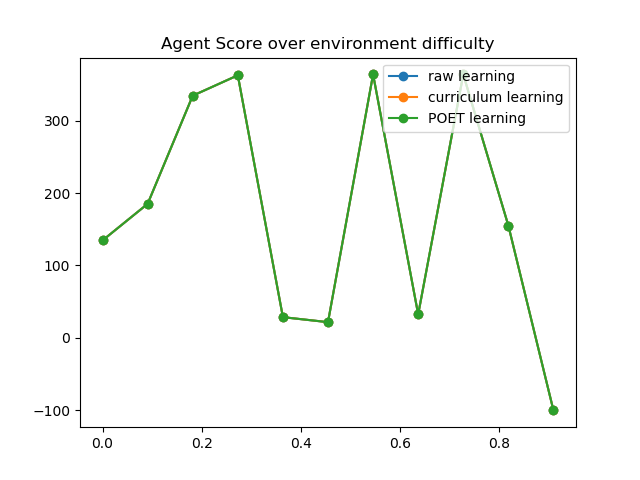 Agent Score over environment difficulty
raw learning
curriculum learning
POET learning
300
200
100
0
−100
0.0 0.2 0.4 0.6 0.8